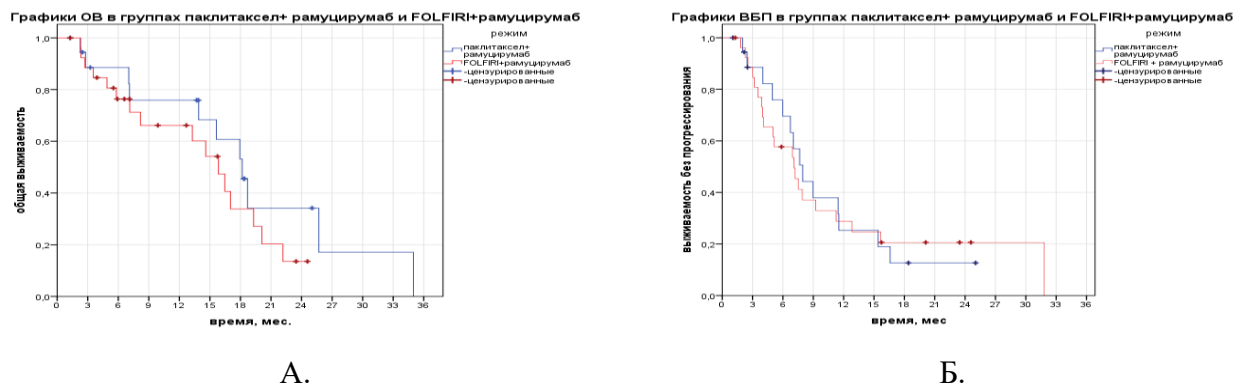 Графики ОВ в группах паклитаксел+ рамуцирумаб и FOLFIRI+рамуцирумаб
режим
паклитаксел+
рамуцирумаб
FOLFIRI+рамуцирумаб
-цензурированные
-цензурированные
общая выживаемость
1,0
0,8
0,6
0,4
0,2
0,0
0 3 6 9 12 15 18 21 24 27 30 33 36
время, мес.
А.
Графики ВБП в группах паклитаксел+ рамуцирумаб и FOLFIRI+рамуцирумаб
режим
паклитаксел+
рамуцирумаб
FOLFIRI + рамуцирумаб
-цензурированные
-цензурированные
выживаемость без прогрессирования
1,0
0,8
0,6
0,4
0,2
0,0
0 3 6 9 12 15 18 21 24 27 30 33 36
время, мес
Б.